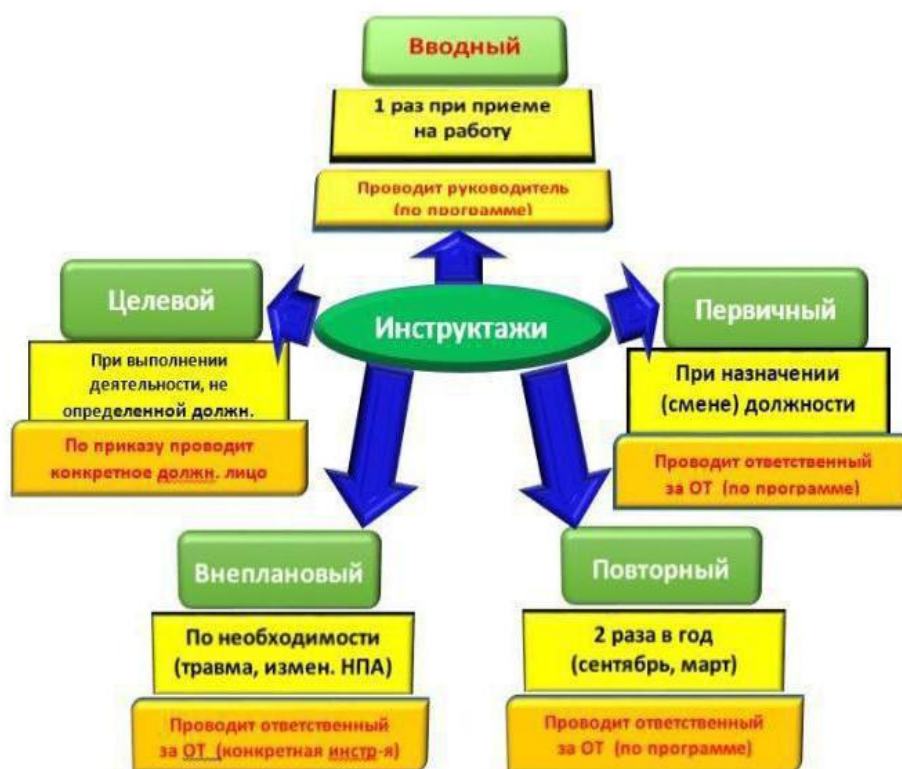 Вводный
1 раз при приеме
на работу
Проводит руководитель
(по программе)
Целевой
При выполнении
деятельности, не
определенной должн.
По приказу проводит
конкретное должн. лицо
Инструктажи
Первичный
При назначении
(смене) должности
Проводит ответственный
за ОТ (по программе)
Внеплановый
По необходимости
(травма, измен. НПА)
Проводит ответственный
за ОТ (конкретная инстр-я)
Повторный
2 раза в год
(сентябрь, март)
Проводит ответственный
за ОТ (по программе)